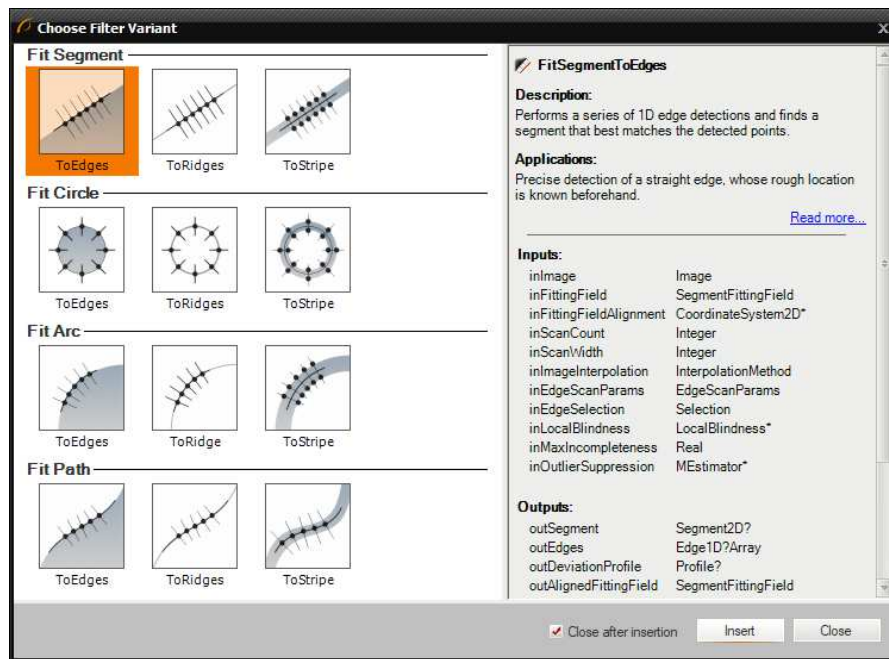 Choose Filter Variant
x
Fit Segment
ToEdges ToRidges ToStripe
Fit Circle
ToEdges ToRidges ToStripe
Fit Arc
ToEdges ToRidge ToStripe
Fit Path
ToEdges ToRidges ToStripe
FitSegmentToEdges
Description:
Performs a series of 1D edge detections and finds a
segment that best matches the detected points.
Applications:
Precise detection of a straight edge, whose rough location
is known beforehand.
Read more...
Inputs:
inImage Image
inFittingField SegmentFittingField
inFittingFieldAlignment CoordinateSystem2D*
inScanCount Integer
inScanWidth Integer
inImageInterpolation InterpolationMethod
inEdgeScanParams EdgeScanParams
inEdgeSelection Selection
inLocalBlindness LocalBlindness*
inMaxIncompleteness Real
inOutlierSuppression MEstimator*
Outputs:
outSegment Segment2D?
outEdges Edge1D?Array
outDeviationProfile Profile?
outAlignedFittingField SegmentFittingField
Close after insertion Insert Close